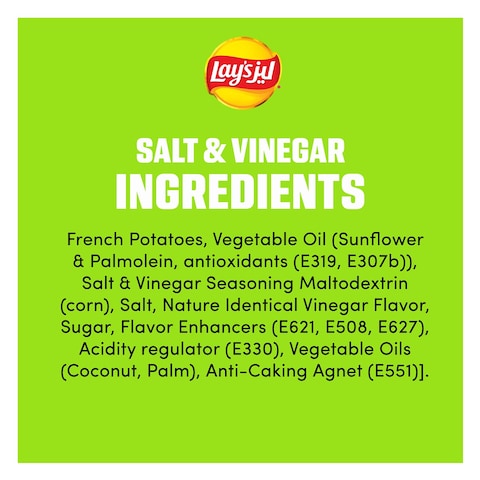 Lay's ليز
SALT & VINEGAR
INGREDIENTS
French Potatoes, Vegetable Oil (Sunflower
& Palmolein, antioxidants (E319, E307b)),
Salt & Vinegar Seasoning Maltodextrin
(corn), Salt, Nature Identical Vinegar Flavor,
Sugar, Flavor Enhancers (E621, E508, E627),
Acidity regulator (E330), Vegetable Oils
(Coconut, Palm), Anti-Caking Agnet (E551)].